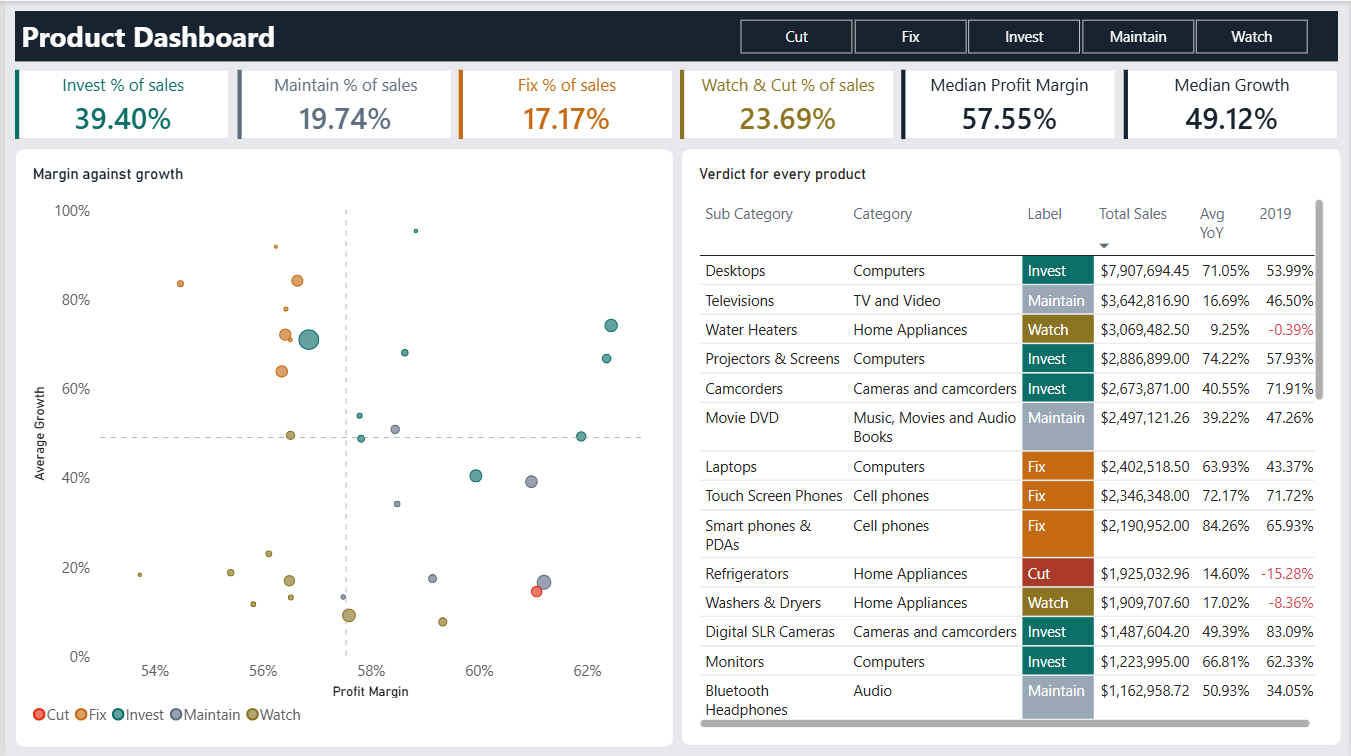 Product Dashboard
Cut Fix Invest Maintain Watch
Invest % of sales
39.40%
Maintain % of sales
19.74%
Fix % of sales
17.17%
Watch & Cut % of sales
23.69%
Median Profit Margin
57.55%
Median Growth
49.12%
Margin against growth
Average Growth
100%
80%
60%
40%
20%
0%
54% 56% 58% 60% 62%
Profit Margin
Cut Fix Invest Maintain Watch
Verdict for every product
Sub Category Category Label Total Sales Avg YoY 2019
Desktops Computers Invest $7,907,694.45 71.05% 53.99%
Televisions TV and Video Maintain $3,642,816.90 16.69% 46.50%
Water Heaters Home Appliances Watch $3,069,482.50 9.25% -0.39%
Projectors & Screens Computers Invest $2,886,899.00 74.22% 57.93%
Camcorders Cameras and camcorders Invest $2,673,871.00 40.55% 71.91%
Movie DVD Music, Movies and Audio Books Maintain $2,497,121.26 39.22% 47.26%
Laptops Computers Fix $2,402,518.50 63.93% 43.37%
Touch Screen Phones Cell phones Fix $2,346,348.00 72.17% 71.72%
Smart phones & PDAs Cell phones Fix $2,190,952.00 84.26% 65.93%
Refrigerators Home Appliances Cut $1,925,032.96 14.60% -15.28%
Washers & Dryers Home Appliances Watch $1,909,707.60 17.02% -8.36%
Digital SLR Cameras Cameras and camcorders Invest $1,487,604.20 49.39% 83.09%
Monitors Computers Invest $1,223,995.00 66.81% 62.33%
Bluetooth Headphones Audio Maintain $1,162,958.72 50.93% 34.05%